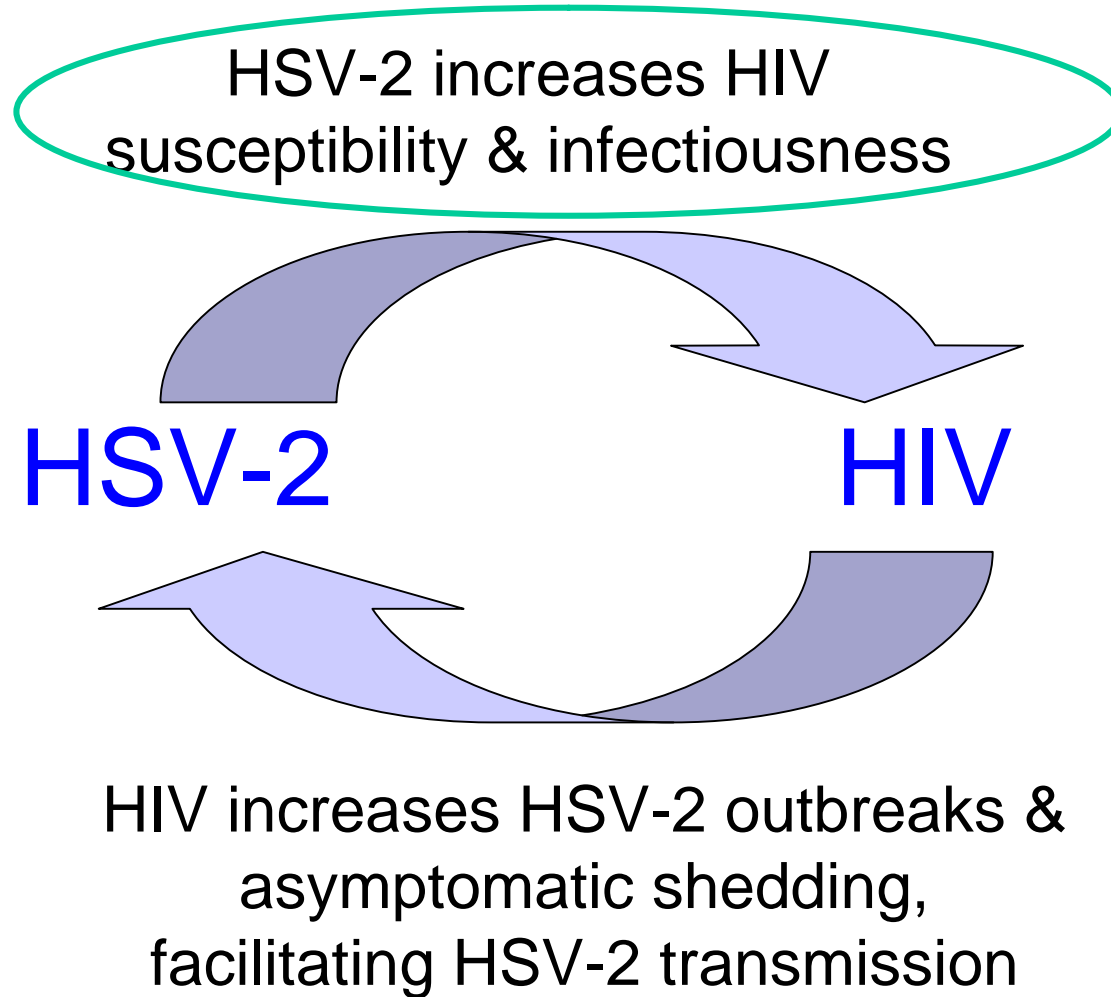 HSV-2 increases HIV
susceptibility & infectiousness
HSV-2
HIV
HIV increases HSV-2 outbreaks &
asymptomatic shedding,
facilitating HSV-2 transmission